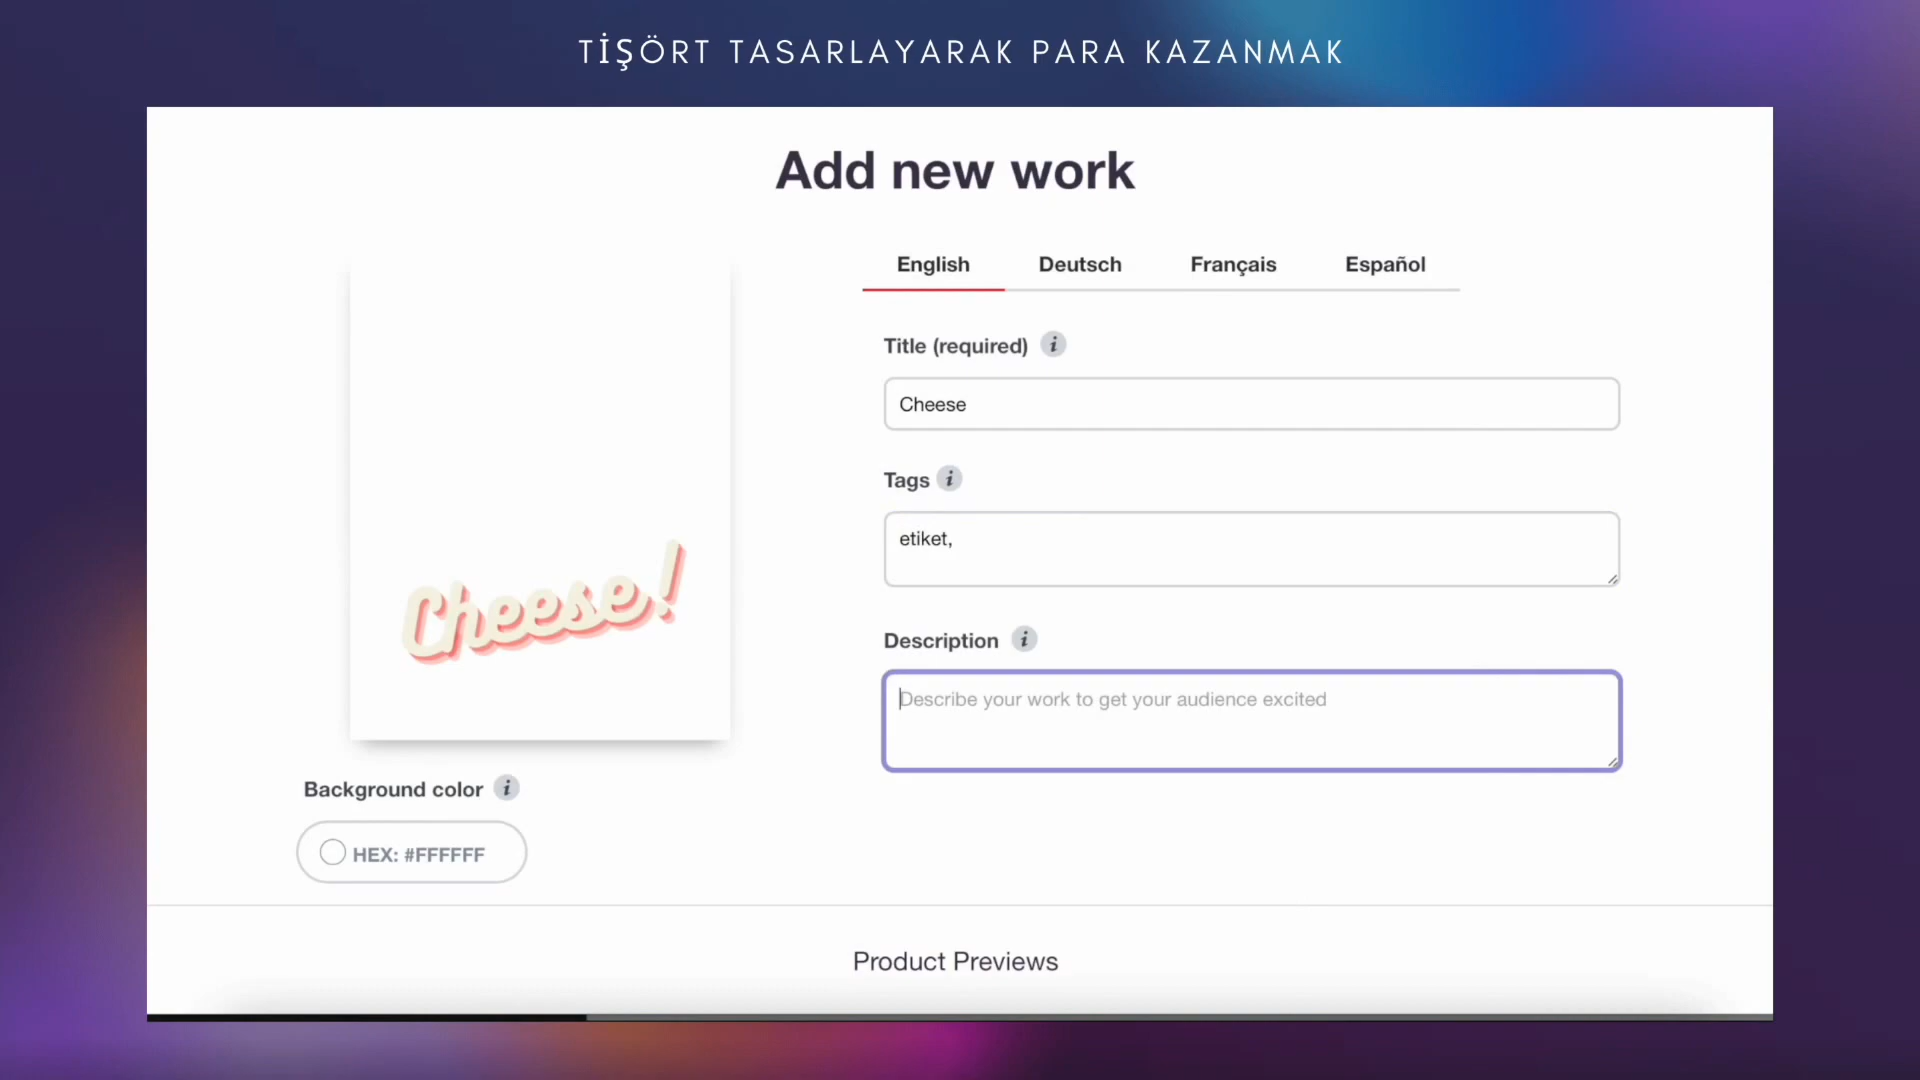 TİŞÖRT TASARLAYARAK PARA KAZANMAK
Add new work
English Deutsch Français Español
Title (required) i
Cheese
Tags i
etiket,
Description i
Describe your work to get your audience excited
Cheese!
Background color i
HEX: #FFFFFF
Product Previews